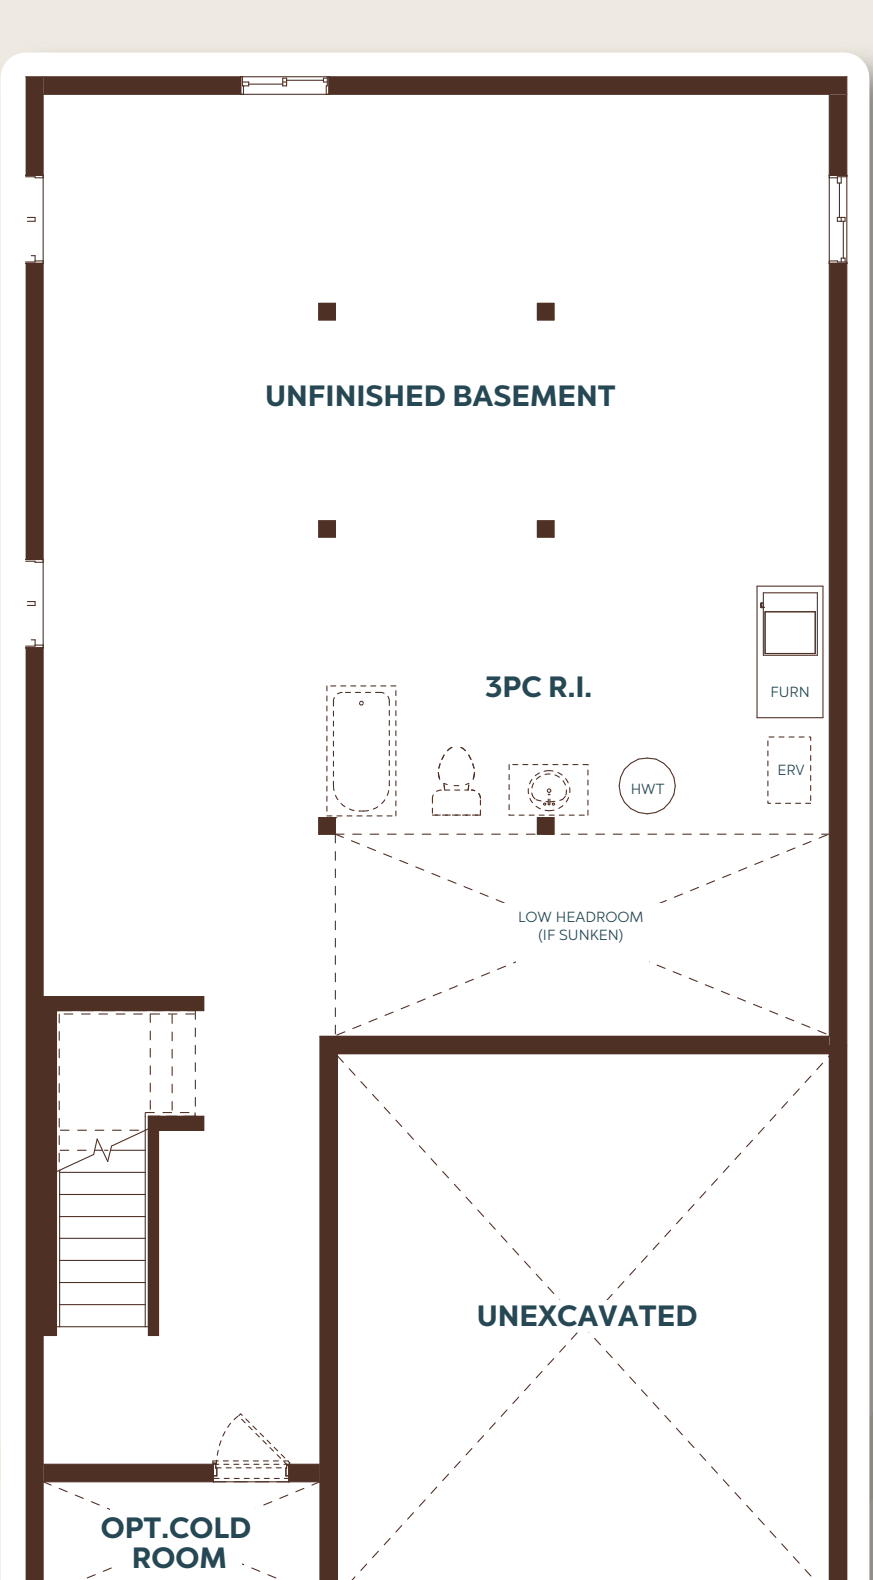 UNFINISHED BASEMENT
3PC R.I.
FURN
ERV
HWT
LOW HEADROOM
(IF SUNKEN)
UNEXCAVATED
OPT.COLD
ROOM